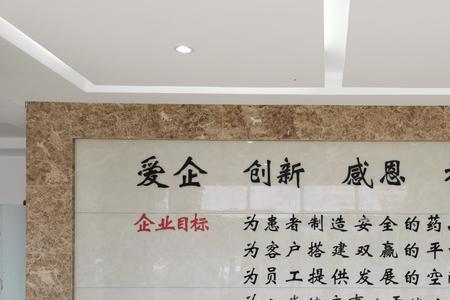 爱企 创新 感恩
企业目标 为患者制造安全的药
为客户搭建双赢的平
为员工提供发展的空